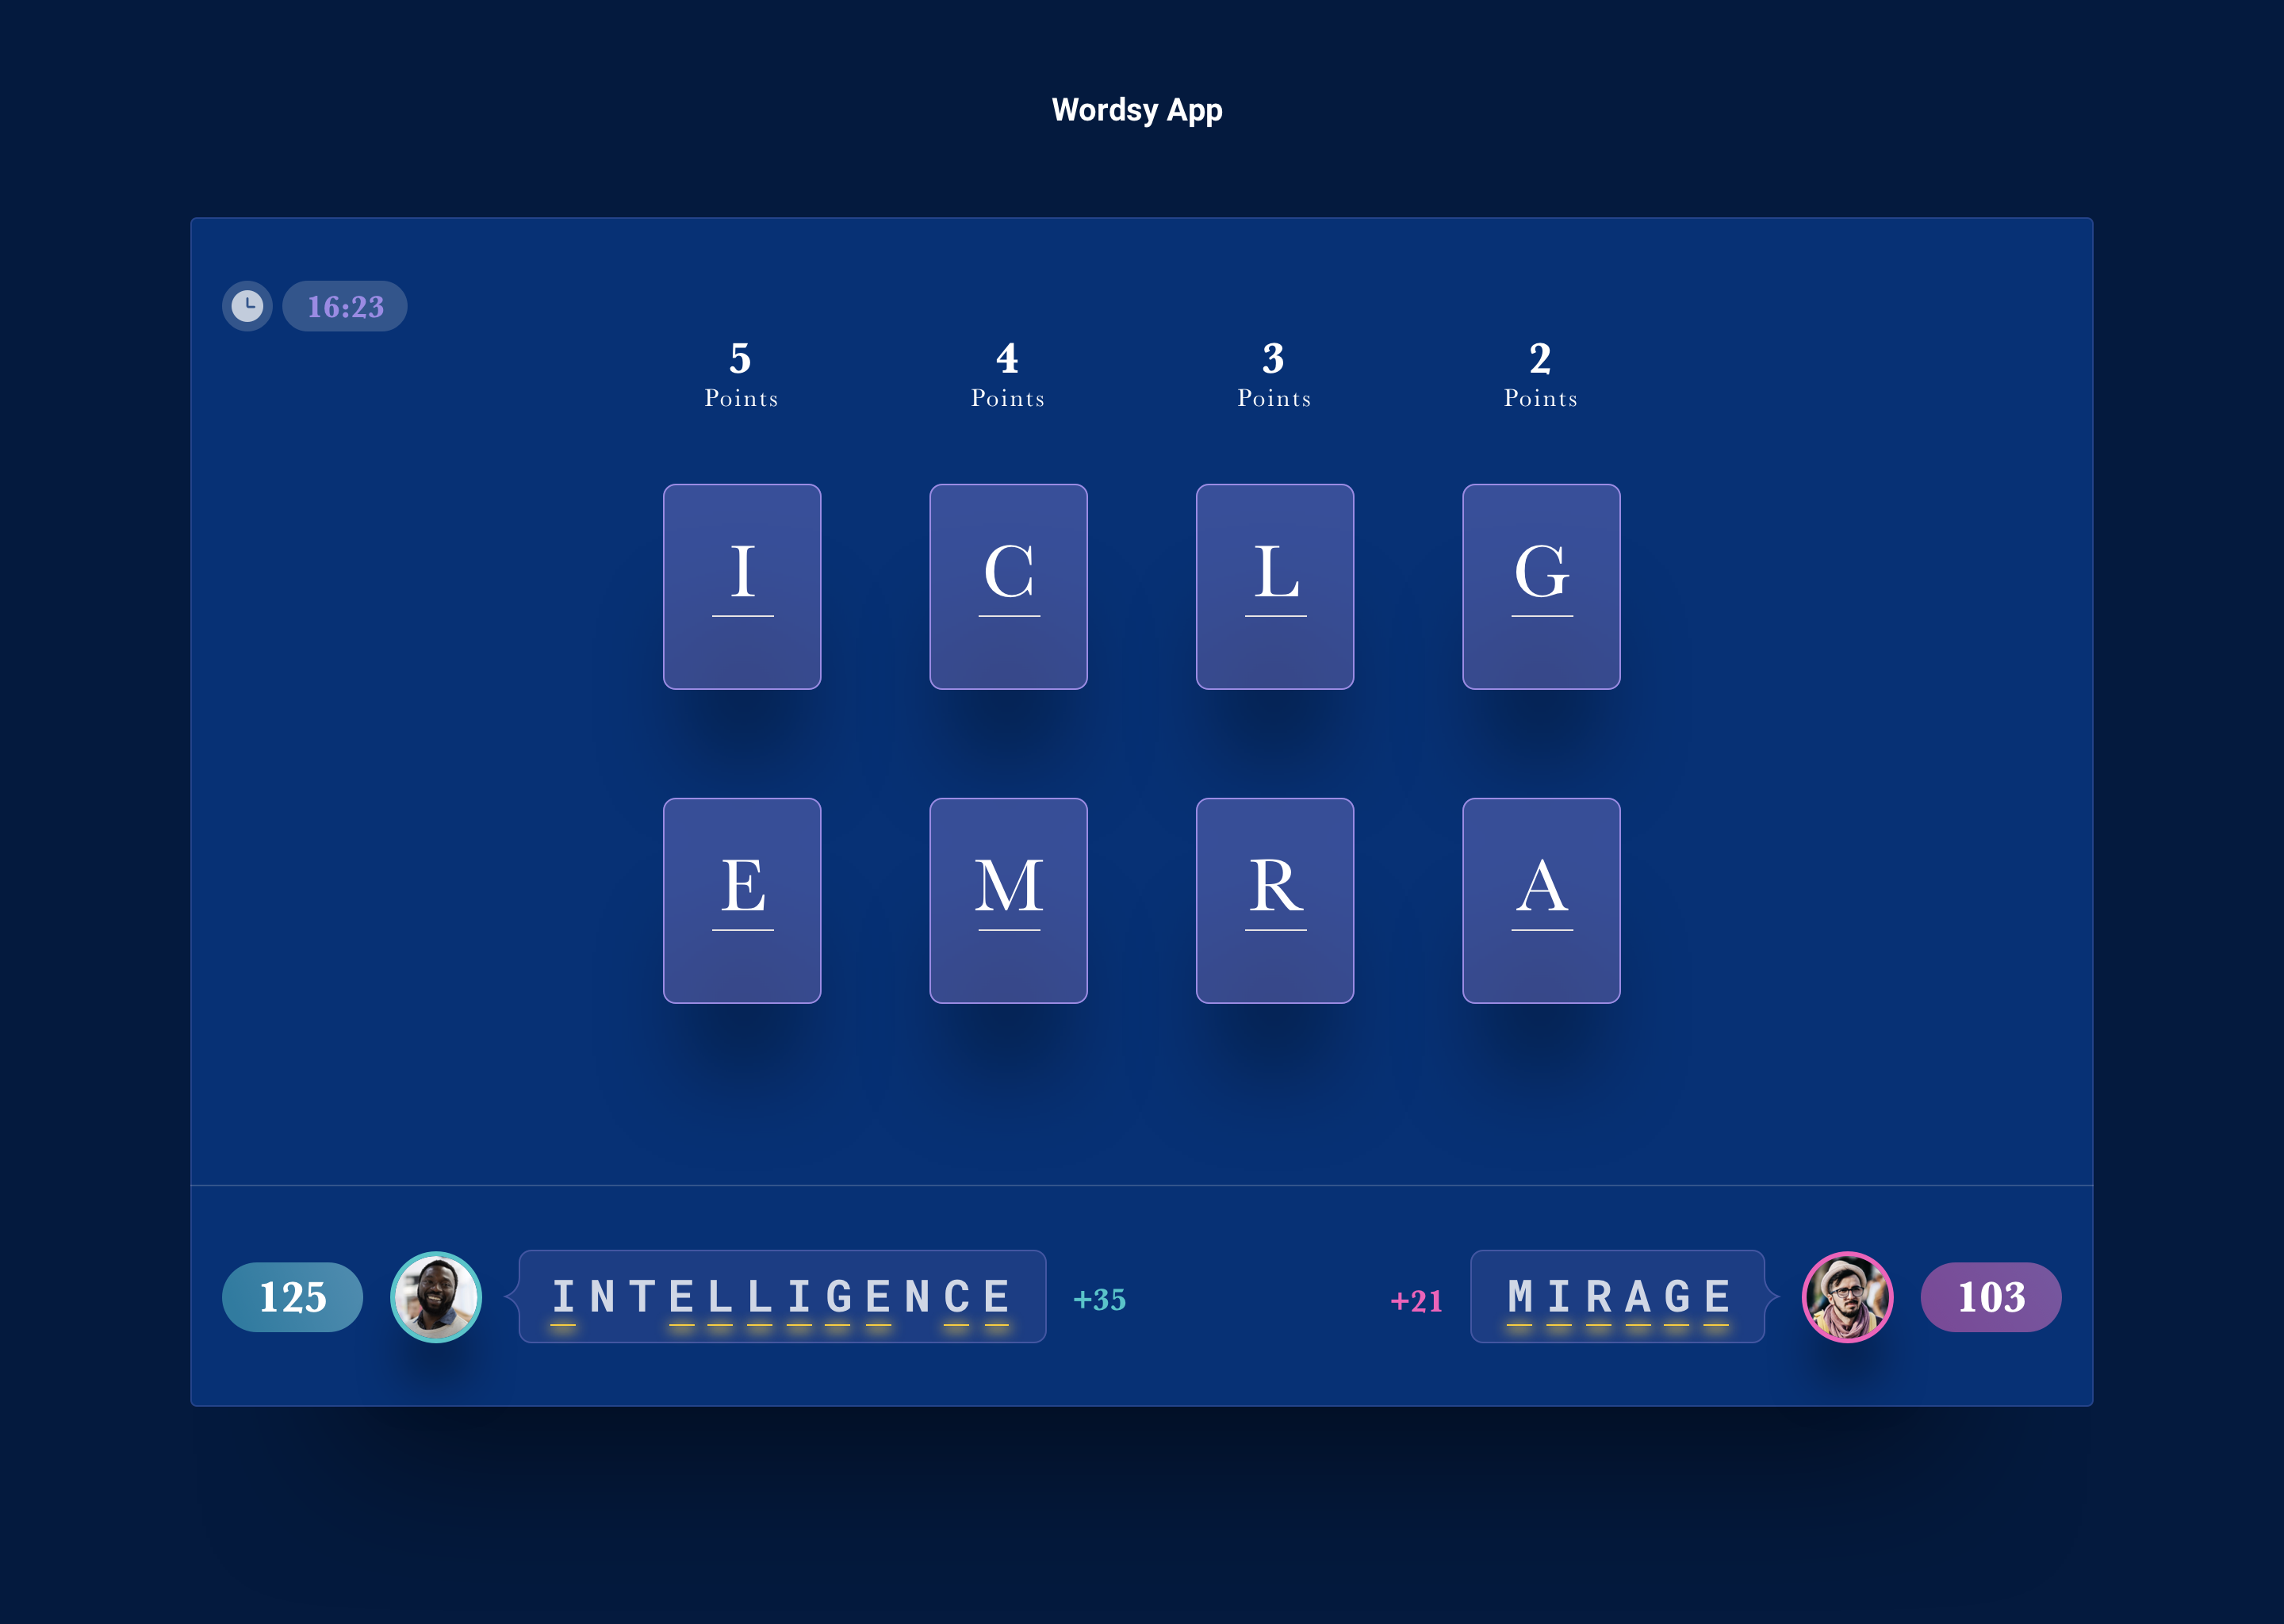 Wordsy App
16:23
5 4 3 2
Points Points Points Points
I C L G
E M R A
125 INTELLIGENCE +35 +21 MIRAGE 103